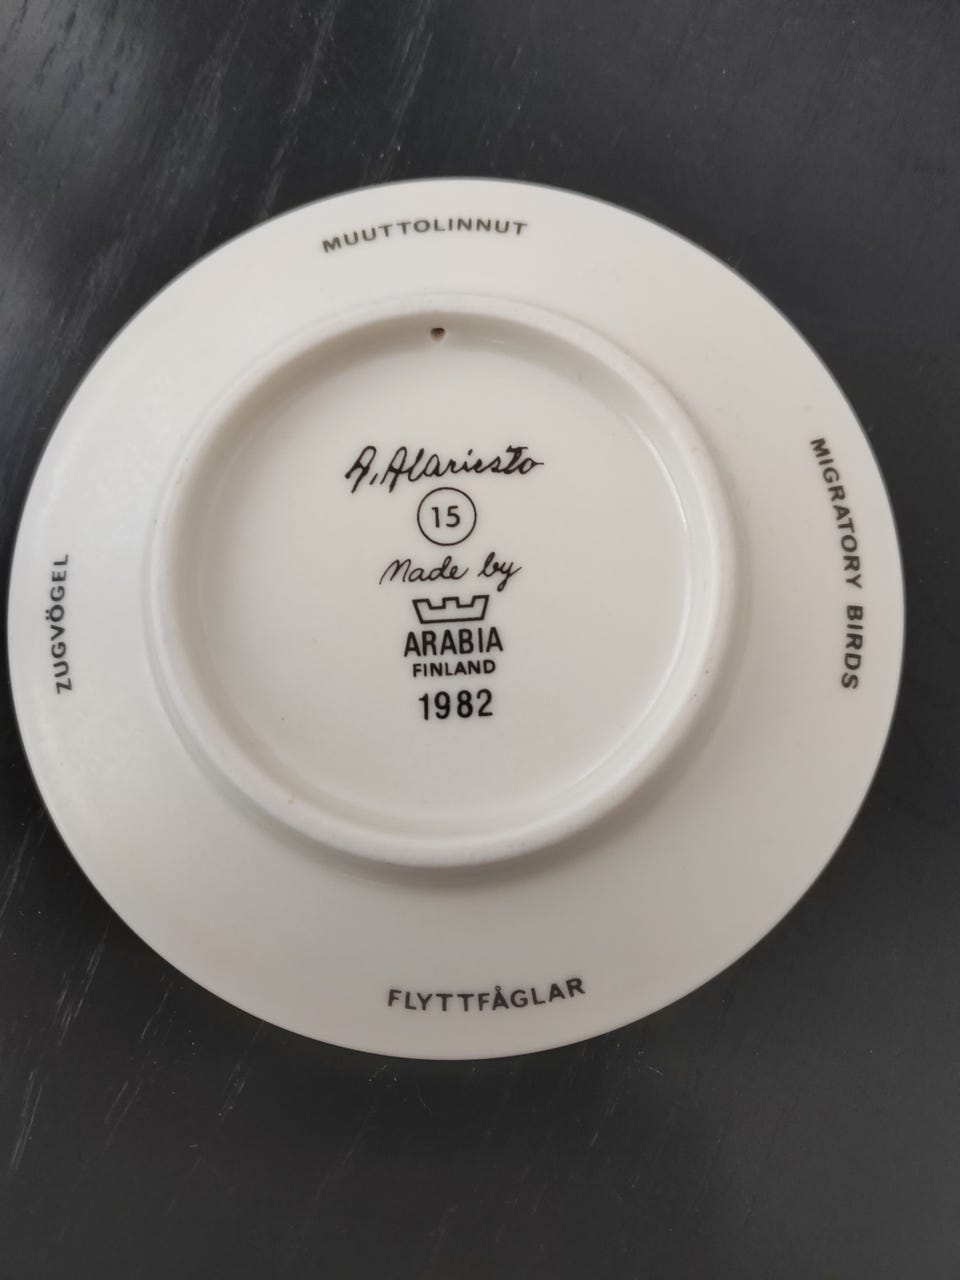 MUUTTOLINNUT
A. Alariesto
15
Made by
ARABIA
FINLAND
1982
MIGRATORY BIRDS
ZUGVÖGEL
FLYTTFÅGLAR